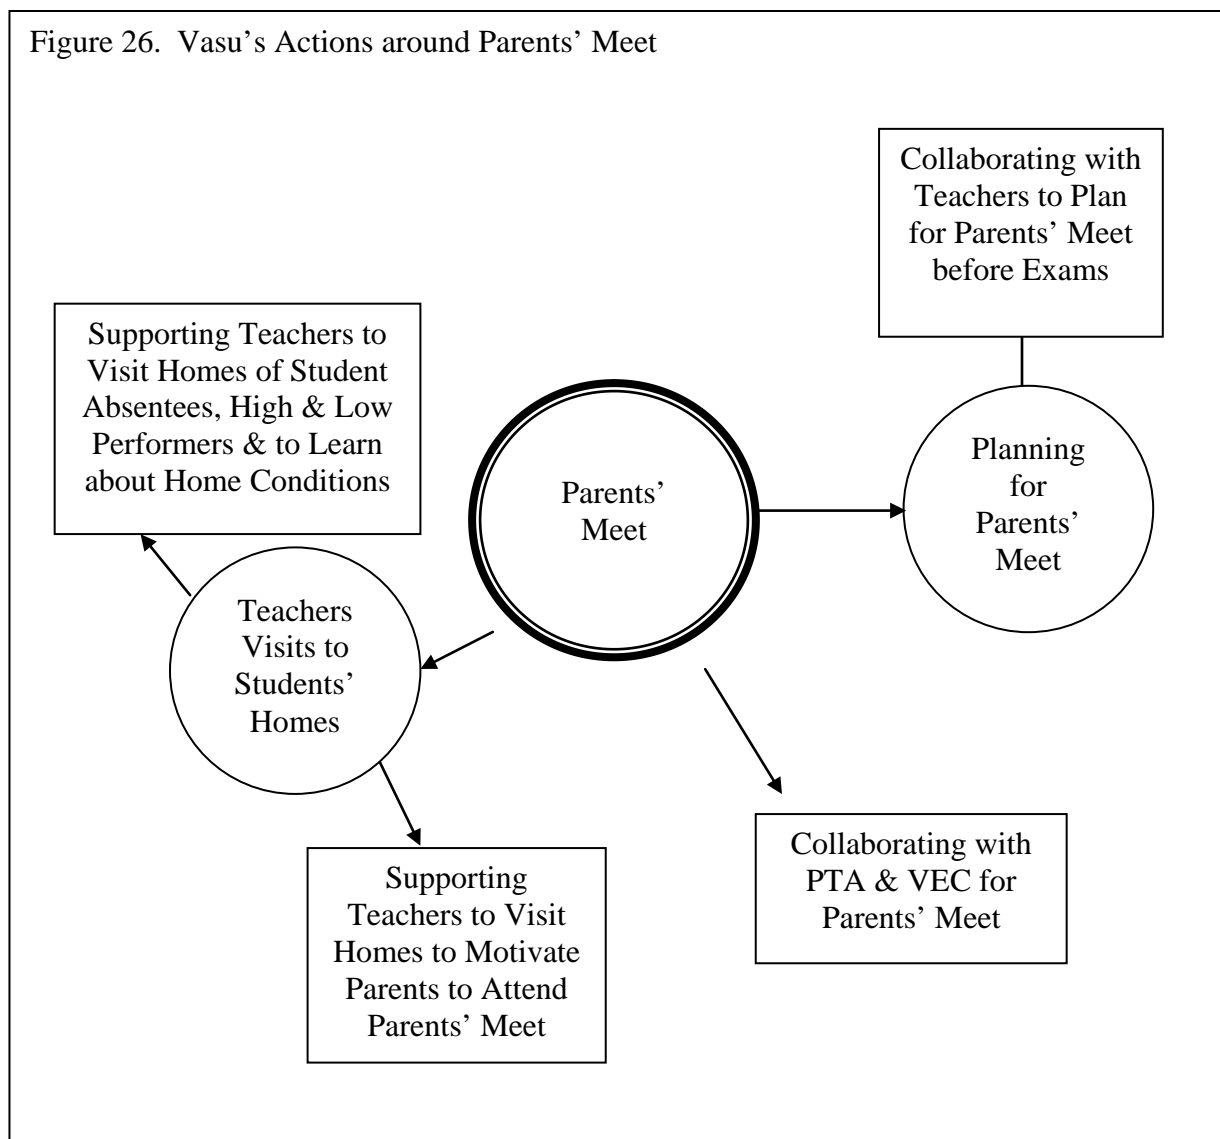 Figure 26.  Vasu’s Actions around Parents’ Meet
Collaborating with
Teachers to Plan
for Parents’ Meet
before Exams
Supporting Teachers to
Visit Homes of Student
Absentees, High & Low
Performers & to Learn
about Home Conditions
Parents’
Meet
Planning
for
Parents’
Meet
Teachers
Visits to
Students’
Homes
Collaborating with
PTA & VEC for
Parents’ Meet
Supporting
Teachers to Visit
Homes to Motivate
Parents to Attend
Parents’ Meet